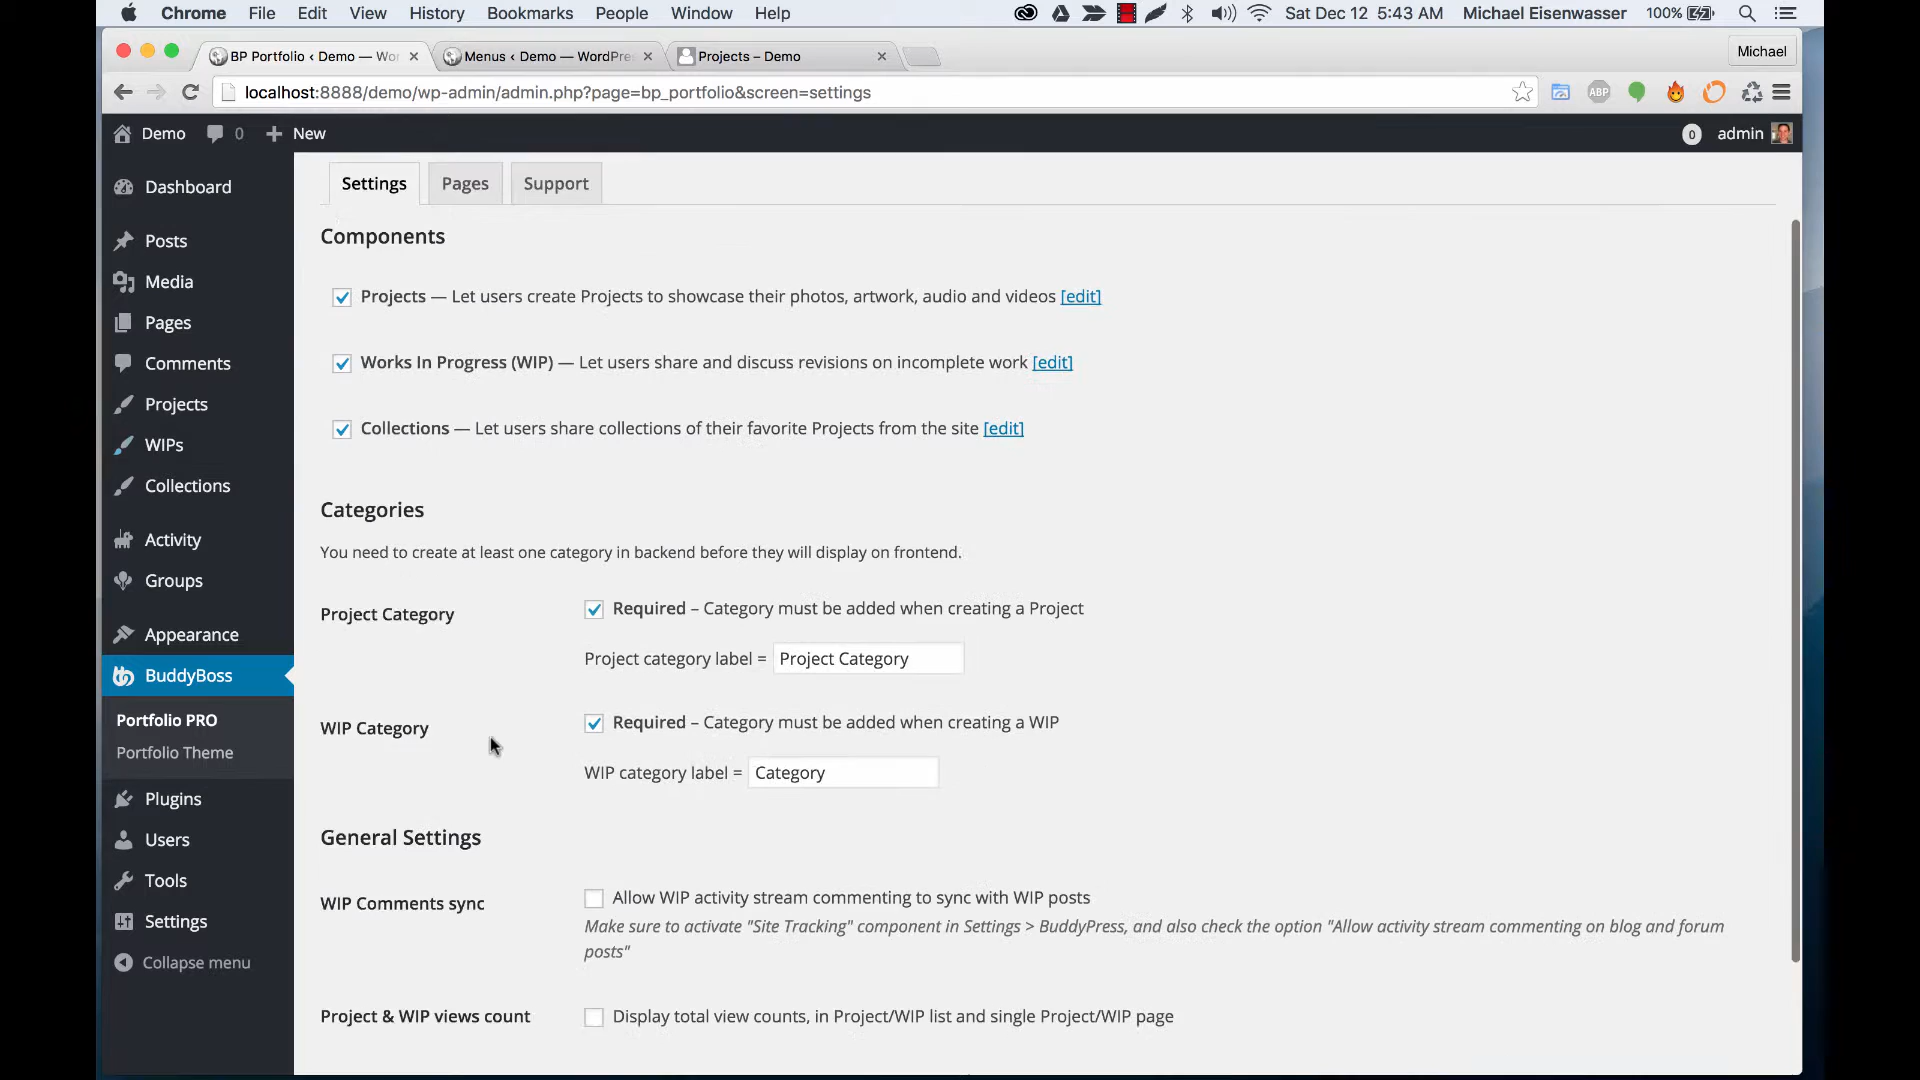 Chrome File Edit View History Bookmarks People Window Help Sat Dec 12 5:43 AM Michael Eisenwasser 100%
BP Portfolio ‹ Demo — Wor Menus ‹ Demo — WordPre Projects – Demo Michael
localhost:8888/demo/wp-admin/admin.php?page=bp_portfolio&screen=settings ABP
Demo 0 New 0 admin
Dashboard
Posts
Media
Pages
Comments
Projects
WIPs
Collections
Activity
Groups
Appearance
BuddyBoss
Portfolio PRO
Portfolio Theme
Plugins
Users
Tools
Settings
Collapse menu
Settings Pages Support
Components
Projects — Let users create Projects to showcase their photos, artwork, audio and videos [edit]
Works In Progress (WIP) — Let users share and discuss revisions on incomplete work [edit]
Collections — Let users share collections of their favorite Projects from the site [edit]
Categories
You need to create at least one category in backend before they will display on frontend.
Project Category Required – Category must be added when creating a Project
Project category label = Project Category
WIP Category Required – Category must be added when creating a WIP
WIP category label = Category
General Settings
WIP Comments sync Allow WIP activity stream commenting to sync with WIP posts
Make sure to activate "Site Tracking" component in Settings > BuddyPress, and also check the option "Allow activity stream commenting on blog and forum
posts"
Project & WIP views count Display total view counts, in Project/WIP list and single Project/WIP page